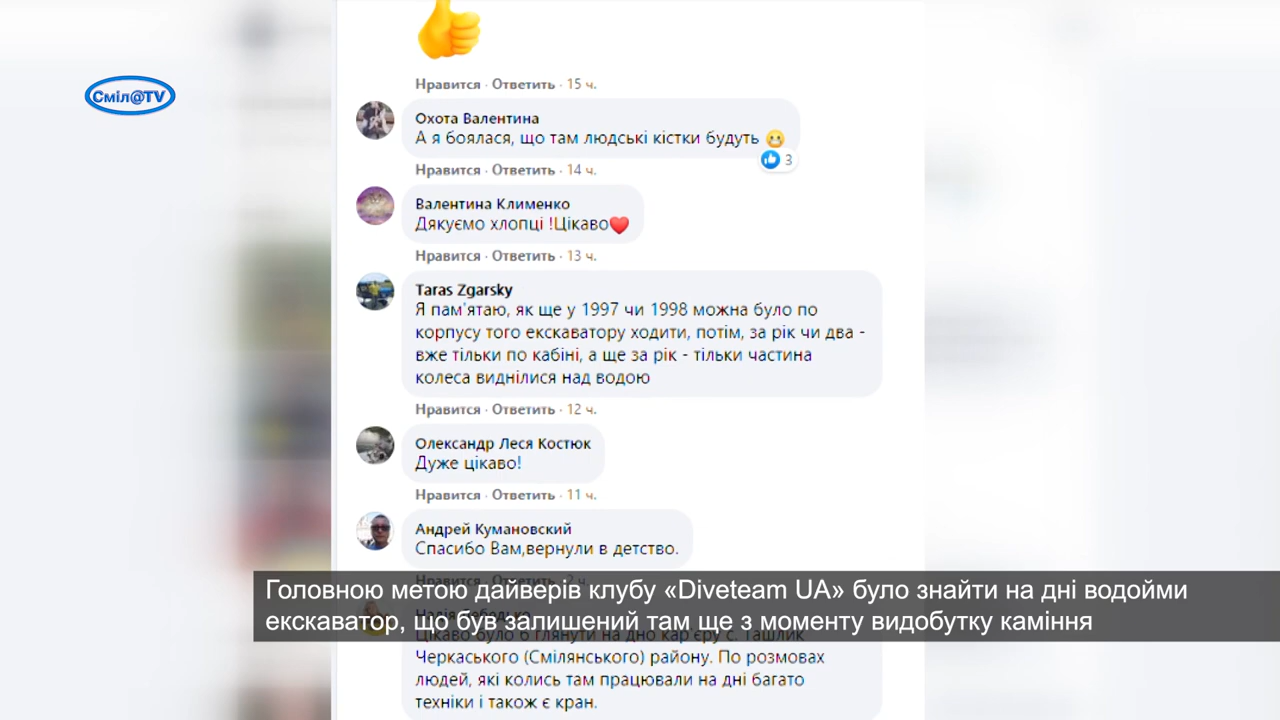 Сміл@TV
Нравится · Ответить · 15 ч.
Охота Валентина
А я боялася, що там людські кістки будуть
3
Нравится · Ответить · 14 ч.
Валентина Клименко
Дякуємо хлопці !Цікаво
Нравится · Ответить · 13 ч.
Taras Zgarsky
Я пам'ятаю, як ще у 1997 чи 1998 можна було по
корпусу того екскаватору ходити, потім, за рік чи два -
вже тільки по кабіні, а ще за рік - тільки частина
колеса виднілися над водою
Нравится · Ответить · 12 ч.
Олександр Леся Костюк
Дуже цікаво!
Нравится · Ответить · 11 ч.
Андрей Кумановский
Спасибо Вам,вернули в детство.
Нравится · Ответить · 2 ч.
Головною метою дайверів клубу «Diveteam UA» було знайти на дні водойми
екскаватор, що був залишений там ще з моменту видобутку каміння
Цікаво було б глянути на дно кар'єру с. Ташлик
Черкаського (Смілянського) району. По розмовах
людей, які колись там працювали на дні багато
техніки і також є кран.